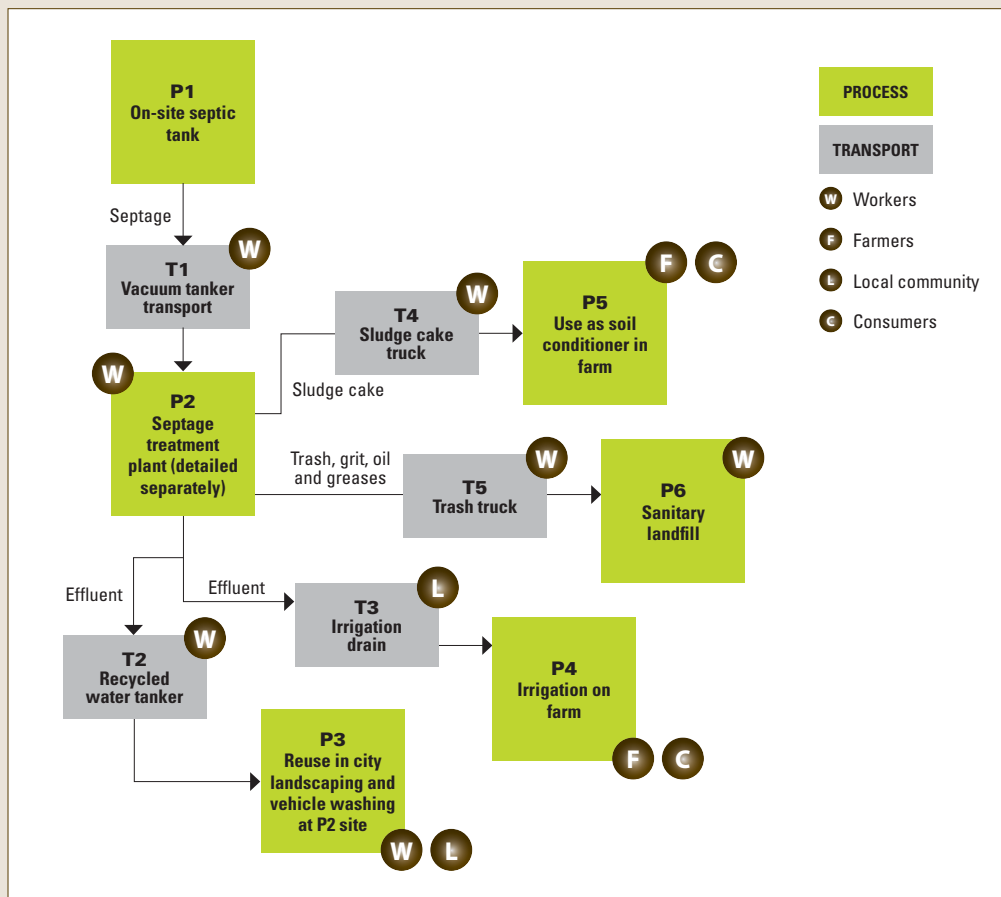 P1
On-site septic
tank
Septage
W
T1
Vacuum tanker
transport
W
P2
Septage
treatment
plant (detailed
separately)
Sludge cake
W
T4
Sludge cake
truck
F C
P5
Use as soil
conditioner in
farm
Trash, grit, oil
and greases
W
T5
Trash truck
W
P6
Sanitary
landfill
Effluent
Effluent
L
T3
Irrigation
drain
P4
Irrigation on
farm
F C
W
T2
Recycled
water tanker
P3
Reuse in city
landscaping and
vehicle washing
at P2 site
W L
PROCESS
TRANSPORT
W Workers
F Farmers
L Local community
C Consumers